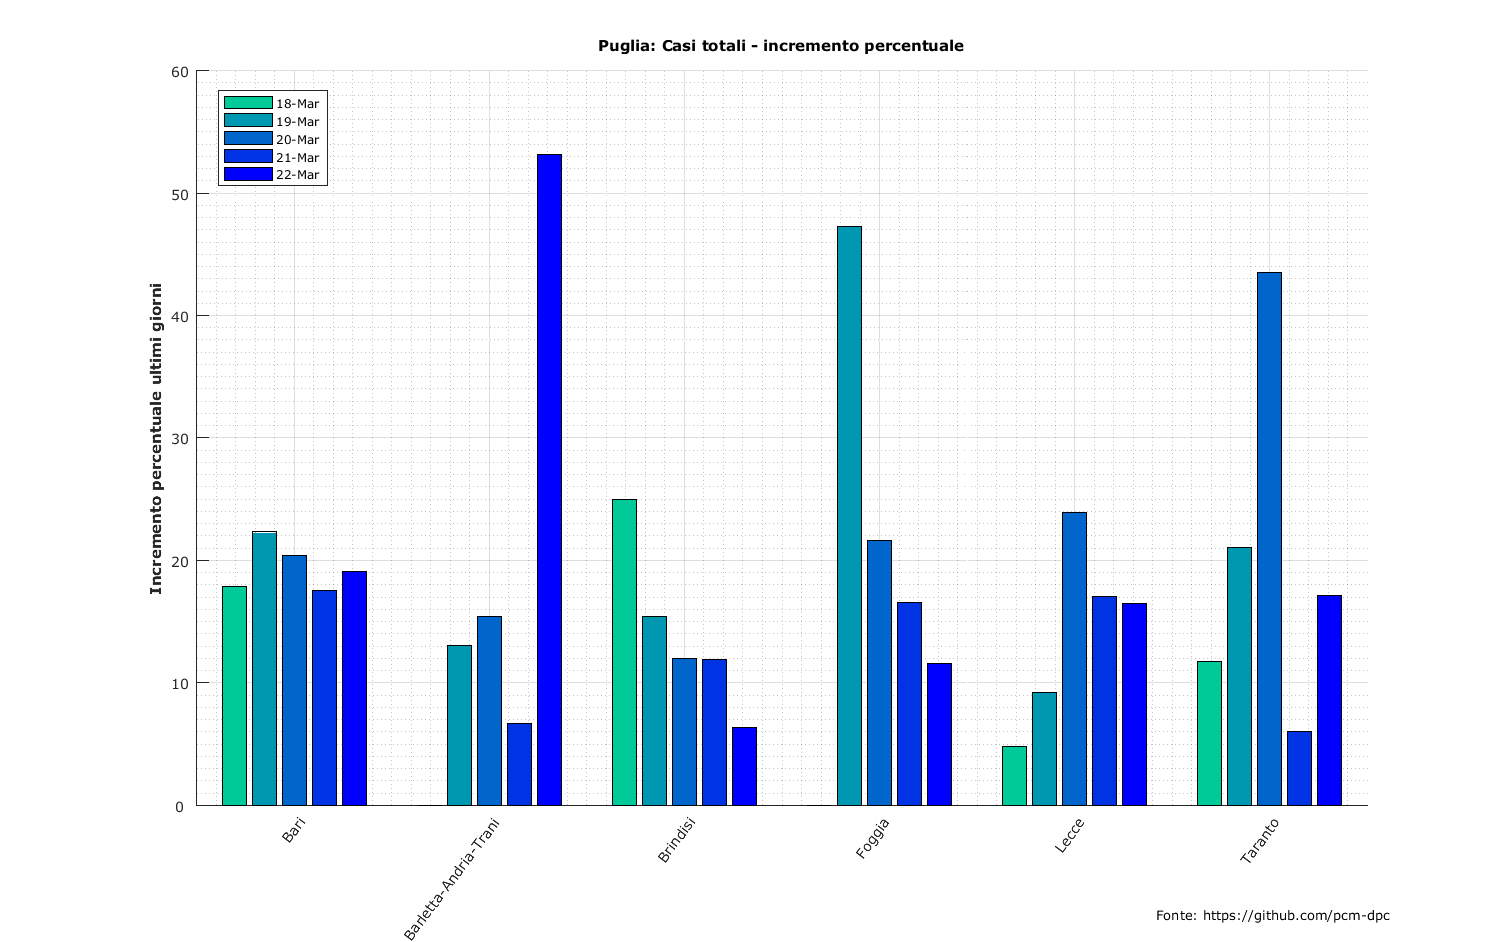 Puglia: Casi totali - incremento percentuale
60
50
40
30
20
10
0
Incremento percentuale ultimi giorni
18-Mar
19-Mar
20-Mar
21-Mar
22-Mar
Bari
Barletta-Andria-Trani
Brindisi
Foggia
Lecce
Taranto
Fonte: https://github.com/pcm-dpc